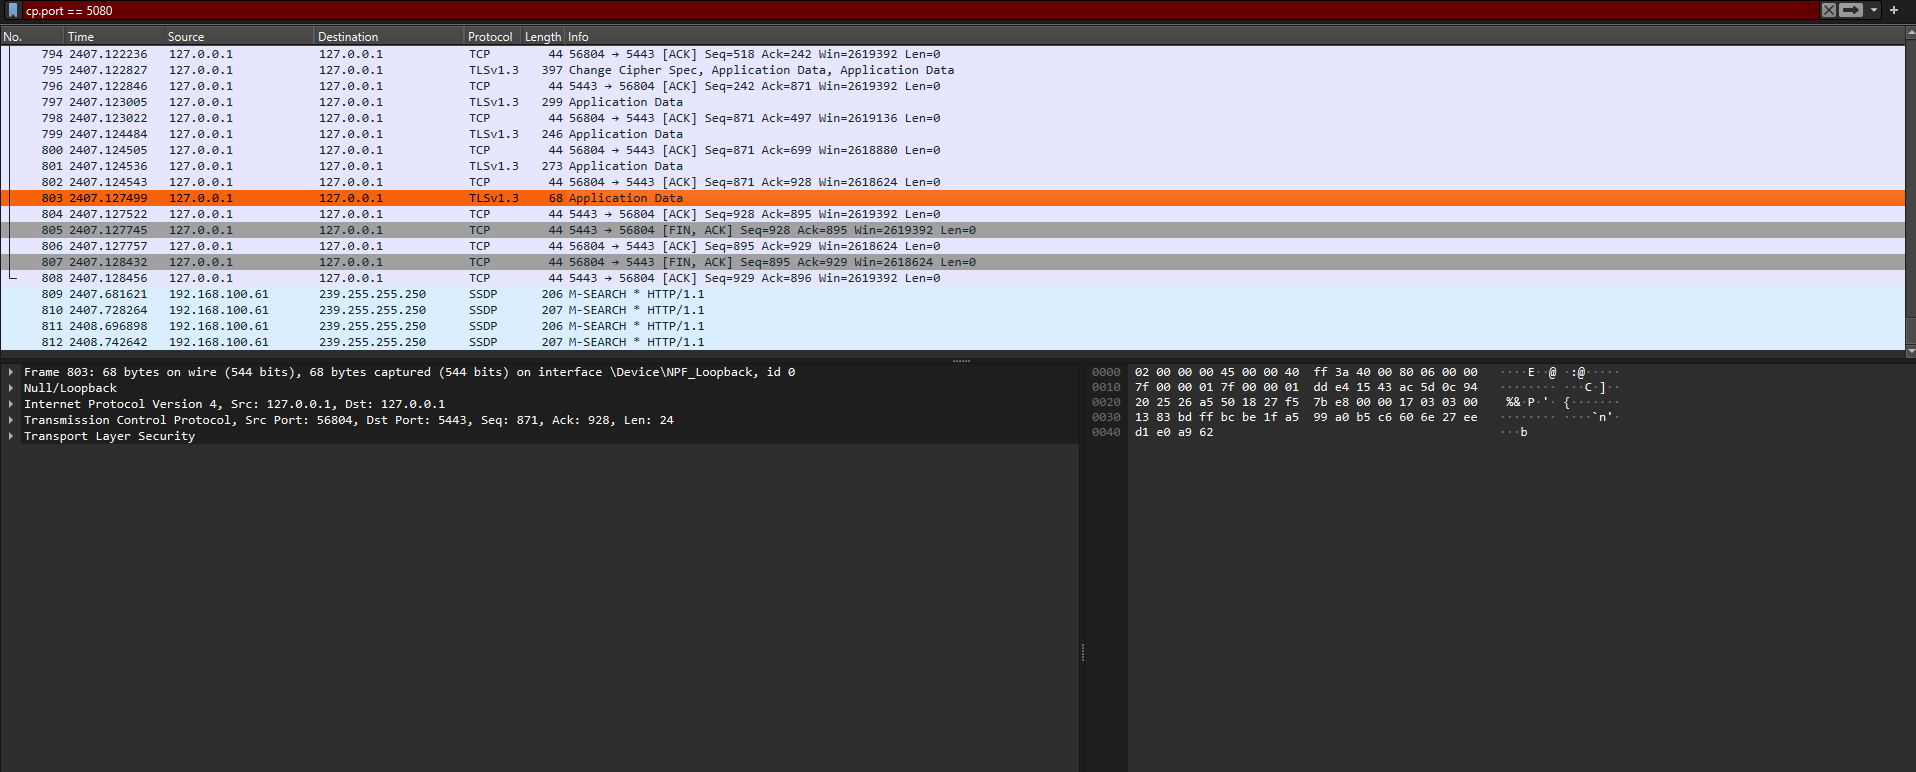 cp.port == 5080
No. Time Source Destination Protocol Length Info
794 2407.122236 127.0.0.1 127.0.0.1 TCP 44 56804 → 5443 [ACK] Seq=518 Ack=242 Win=2619392 Len=0
795 2407.122827 127.0.0.1 127.0.0.1 TLSv1.3 397 Change Cipher Spec, Application Data, Application Data
796 2407.122846 127.0.0.1 127.0.0.1 TCP 44 5443 → 56804 [ACK] Seq=242 Ack=871 Win=2619392 Len=0
797 2407.123005 127.0.0.1 127.0.0.1 TLSv1.3 299 Application Data
798 2407.123022 127.0.0.1 127.0.0.1 TCP 44 56804 → 5443 [ACK] Seq=871 Ack=497 Win=2619136 Len=0
799 2407.124484 127.0.0.1 127.0.0.1 TLSv1.3 246 Application Data
800 2407.124505 127.0.0.1 127.0.0.1 TCP 44 56804 → 5443 [ACK] Seq=871 Ack=699 Win=2618880 Len=0
801 2407.124536 127.0.0.1 127.0.0.1 TLSv1.3 273 Application Data
802 2407.124543 127.0.0.1 127.0.0.1 TCP 44 56804 → 5443 [ACK] Seq=871 Ack=928 Win=2618624 Len=0
803 2407.127499 127.0.0.1 127.0.0.1 TLSv1.3 68 Application Data
804 2407.127522 127.0.0.1 127.0.0.1 TCP 44 5443 → 56804 [ACK] Seq=928 Ack=895 Win=2619392 Len=0
805 2407.127745 127.0.0.1 127.0.0.1 TCP 44 5443 → 56804 [FIN, ACK] Seq=928 Ack=895 Win=2619392 Len=0
806 2407.127757 127.0.0.1 127.0.0.1 TCP 44 56804 → 5443 [ACK] Seq=895 Ack=929 Win=2618624 Len=0
807 2407.128432 127.0.0.1 127.0.0.1 TCP 44 56804 → 5443 [FIN, ACK] Seq=895 Ack=929 Win=2618624 Len=0
808 2407.128456 127.0.0.1 127.0.0.1 TCP 44 5443 → 56804 [ACK] Seq=929 Ack=896 Win=2619392 Len=0
809 2407.681621 192.168.100.61 239.255.255.250 SSDP 206 M-SEARCH * HTTP/1.1
810 2407.728264 192.168.100.61 239.255.255.250 SSDP 207 M-SEARCH * HTTP/1.1
811 2408.696898 192.168.100.61 239.255.255.250 SSDP 206 M-SEARCH * HTTP/1.1
812 2408.742642 192.168.100.61 239.255.255.250 SSDP 207 M-SEARCH * HTTP/1.1
Frame 803: 68 bytes on wire (544 bits), 68 bytes captured (544 bits) on interface \Device\NPF_Loopback, id 0
Null/Loopback
Internet Protocol Version 4, Src: 127.0.0.1, Dst: 127.0.0.1
Transmission Control Protocol, Src Port: 56804, Dst Port: 5443, Seq: 871, Ack: 928, Len: 24
Transport Layer Security
0000 02 00 00 00 45 00 00 40 ff 3a 40 00 80 06 00 00 ····E··@ ·:@·····
0010 7f 00 00 01 7f 00 00 01 dd e4 15 43 ac 5d 0c 94 ········ ···C·]··
0020 20 25 26 a5 50 18 27 f5 7b e8 00 00 17 03 03 00 %&·P·'· {·······
0030 13 83 bd ff bc be 1f a5 99 a0 b5 c6 60 6e 27 ee ········ ····`n'·
0040 d1 e0 a9 62 ···b